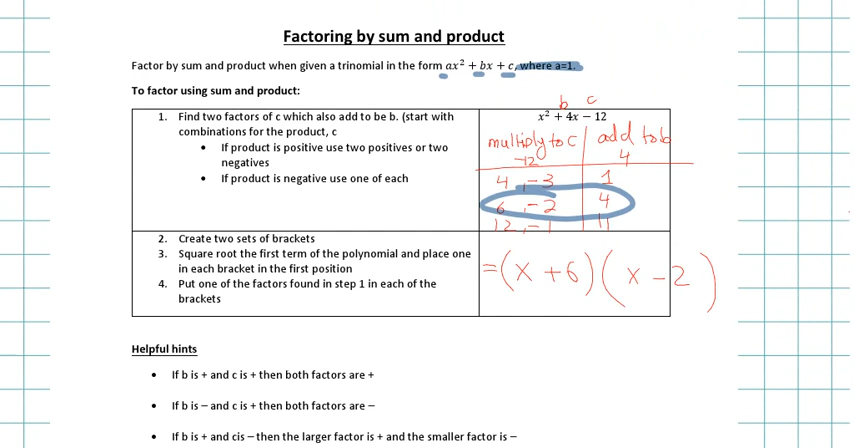 Factoring by sum and product
Factor by sum and product when given a trinomial in the form ax² + bx + c, where a=1.
To factor using sum and product:
1. Find two factors of c which also add to be b. (start with
combinations for the product, c
• If product is positive use two positives or two
negatives
• If product is negative use one of each
b c
x² + 4x − 12
multiply to c add to b
-12 4
4, -3 1
6, -2 4
12, -1 11
2. Create two sets of brackets
3. Square root the first term of the polynomial and place one
in each bracket in the first position
4. Put one of the factors found in step 1 in each of the
brackets
=(x +6)(x -2)
Helpful hints
• If b is + and c is + then both factors are +
• If b is – and c is + then both factors are –
• If b is + and cis – then the larger factor is + and the smaller factor is –